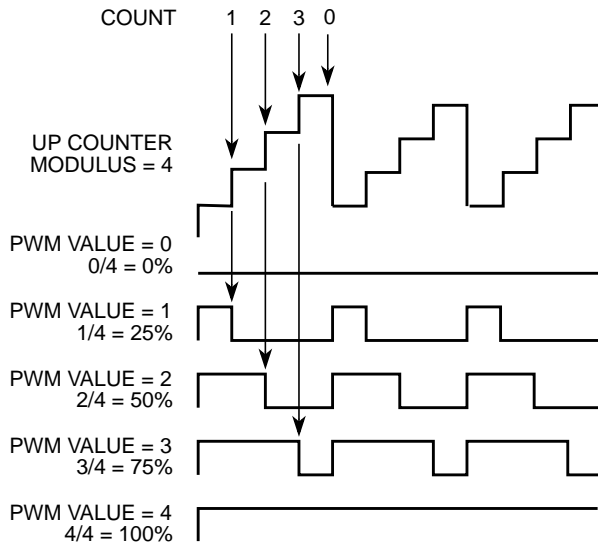 COUNT 1 2 3 0
UP COUNTER
MODULUS = 4
PWM VALUE = 0
0/4 = 0%
PWM VALUE = 1
1/4 = 25%
PWM VALUE = 2
2/4 = 50%
PWM VALUE = 3
3/4 = 75%
PWM VALUE = 4
4/4 = 100%